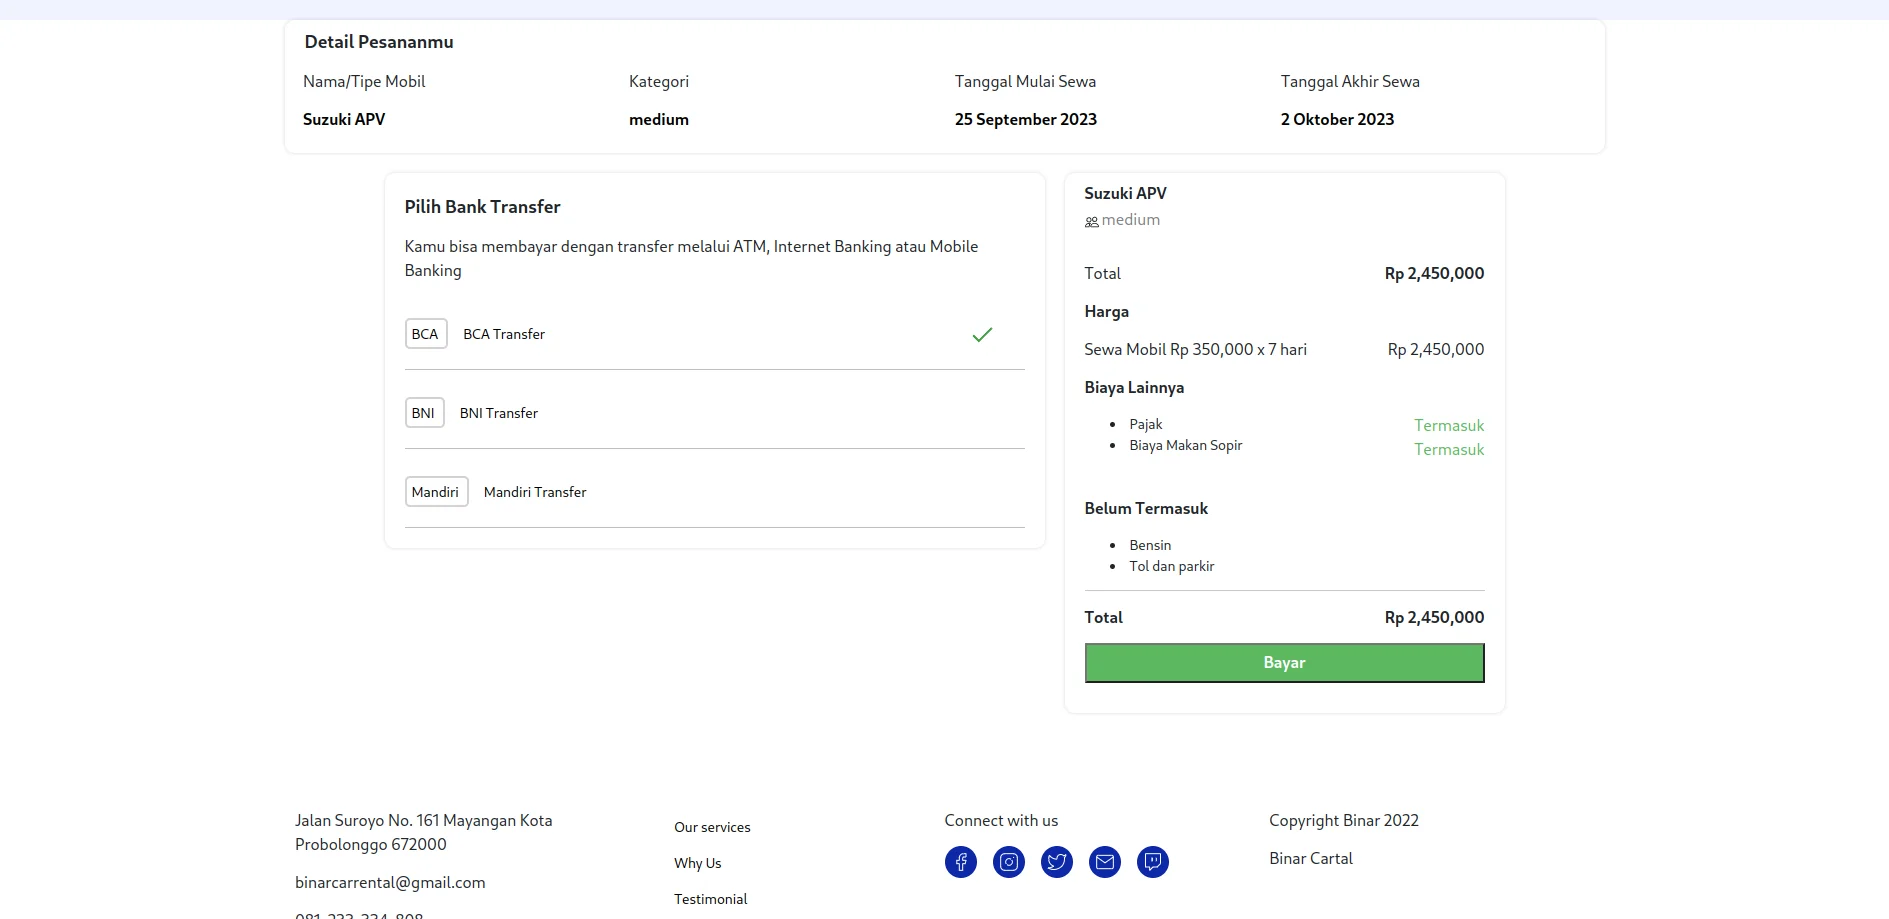 Detail Pesananmu
Nama/Tipe Mobil
Kategori
Tanggal Mulai Sewa
Tanggal Akhir Sewa
Suzuki APV
medium
25 September 2023
2 Oktober 2023
Pilih Bank Transfer
Kamu bisa membayar dengan transfer melalui ATM, Internet Banking atau Mobile
Banking
BCA BCA Transfer
BNI BNI Transfer
Mandiri Mandiri Transfer
Suzuki APV
medium
Total Rp 2,450,000
Harga
Sewa Mobil Rp 350,000 x 7 hari Rp 2,450,000
Biaya Lainnya
Pajak Termasuk
Biaya Makan Sopir Termasuk
Belum Termasuk
Bensin
Tol dan parkir
Total Rp 2,450,000
Bayar
Jalan Suroyo No. 161 Mayangan Kota
Probolonggo 672000
binarcarrental@gmail.com
081-233-334-808
Our services
Why Us
Testimonial
Connect with us
Copyright Binar 2022
Binar Cartal